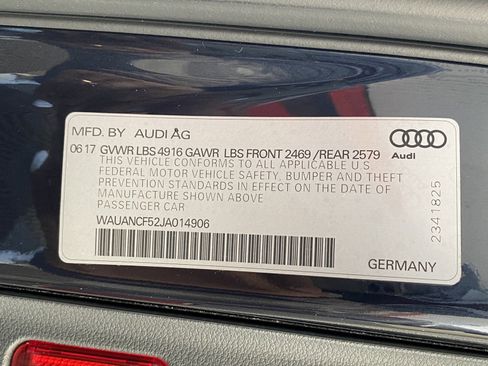 MFD. BY AUDI AG
06 17 GVWR LBS 4916 GAWR LBS FRONT 2469 /REAR 2579
THIS VEHICLE CONFORMS TO ALL APPLICABLE U S
FEDERAL MOTOR VEHICLE SAFETY, BUMPER AND THEFT
PREVENTION STANDARDS IN EFFECT ON THE DATE OF
MANUFACTURE SHOWN ABOVE
PASSENGER CAR
WAUANCF52JA014906
Audi
2341825
GERMANY